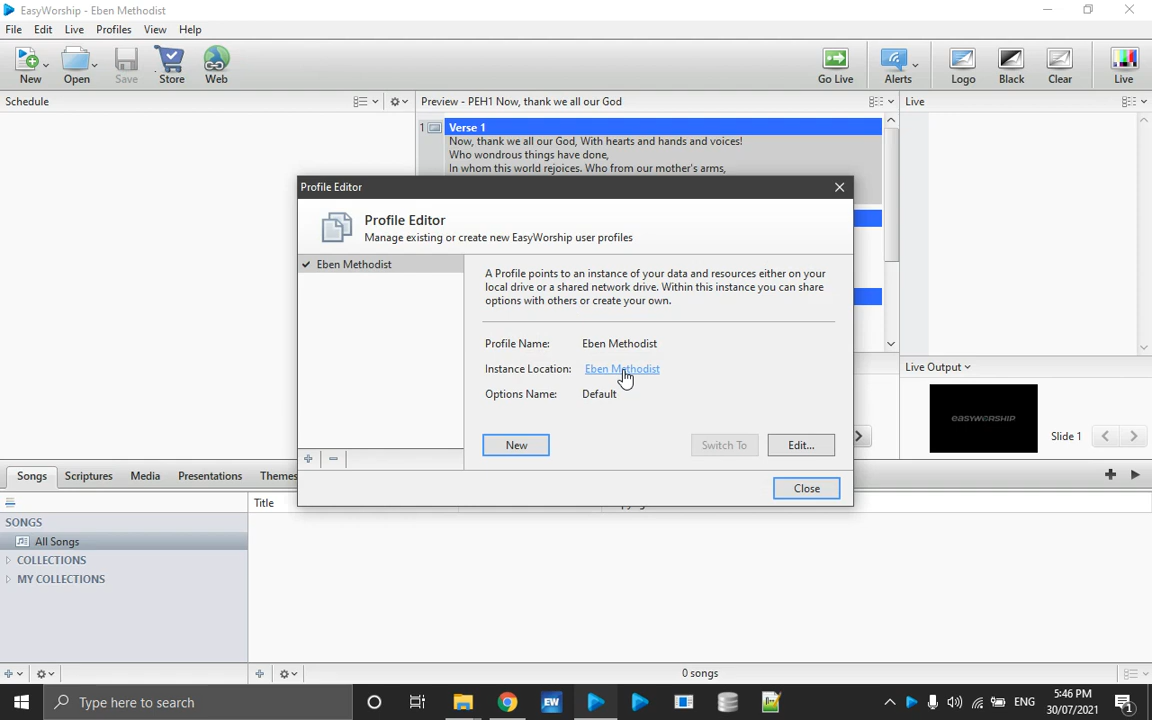 EasyWorship - Eben Methodist
File Edit Live Profiles View Help
New Open Save Store Web Go Live Alerts Logo Black Clear Live
Schedule
Preview - PEH1 Now, thank we all our God
Live
1 Verse 1
Now, thank we all our God, With hearts and hands and voices!
Who wondrous things have done,
In whom this world rejoices. Who from our mother's arms,
Profile Editor
Profile Editor
Manage existing or create new EasyWorship user profiles
Eben Methodist
A Profile points to an instance of your data and resources either on your
local drive or a shared network drive. Within this instance you can share
options with others or create your own.
Profile Name: Eben Methodist
Instance Location: Eben Methodist
Options Name: Default
New Switch To Edit...
Close
Live Output
EASYWORSHIP
Slide 1
Songs Scriptures Media Presentations Themes
Title
SONGS
All Songs
COLLECTIONS
MY COLLECTIONS
0 songs
Type here to search
EW
ENG
5:46 PM
30/07/2021
1